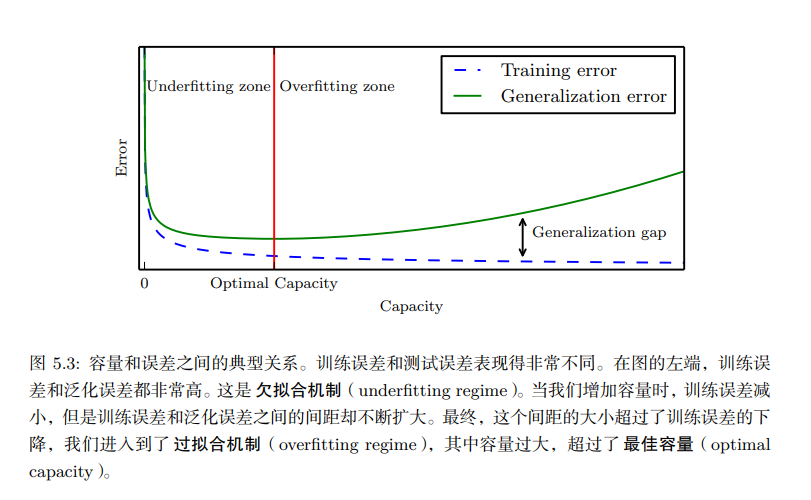 Training error
Underfitting zone Overfitting zone
Generalization error
Error
Generalization gap
0 Optimal Capacity
Capacity
图 5.3: 容量和误差之间的典型关系。训练误差和测试误差表现得非常不同。在图的左端，训练误
差和泛化误差都非常高。这是 欠拟合机制（underfitting regime）。当我们增加容量时，训练误差减
小，但是训练误差和泛化误差之间的间距却不断扩大。最终，这个间距的大小超过了训练误差的下
降，我们进入到了 过拟合机制（overfitting regime），其中容量过大，超过了 最佳容量（optimal
capacity）。